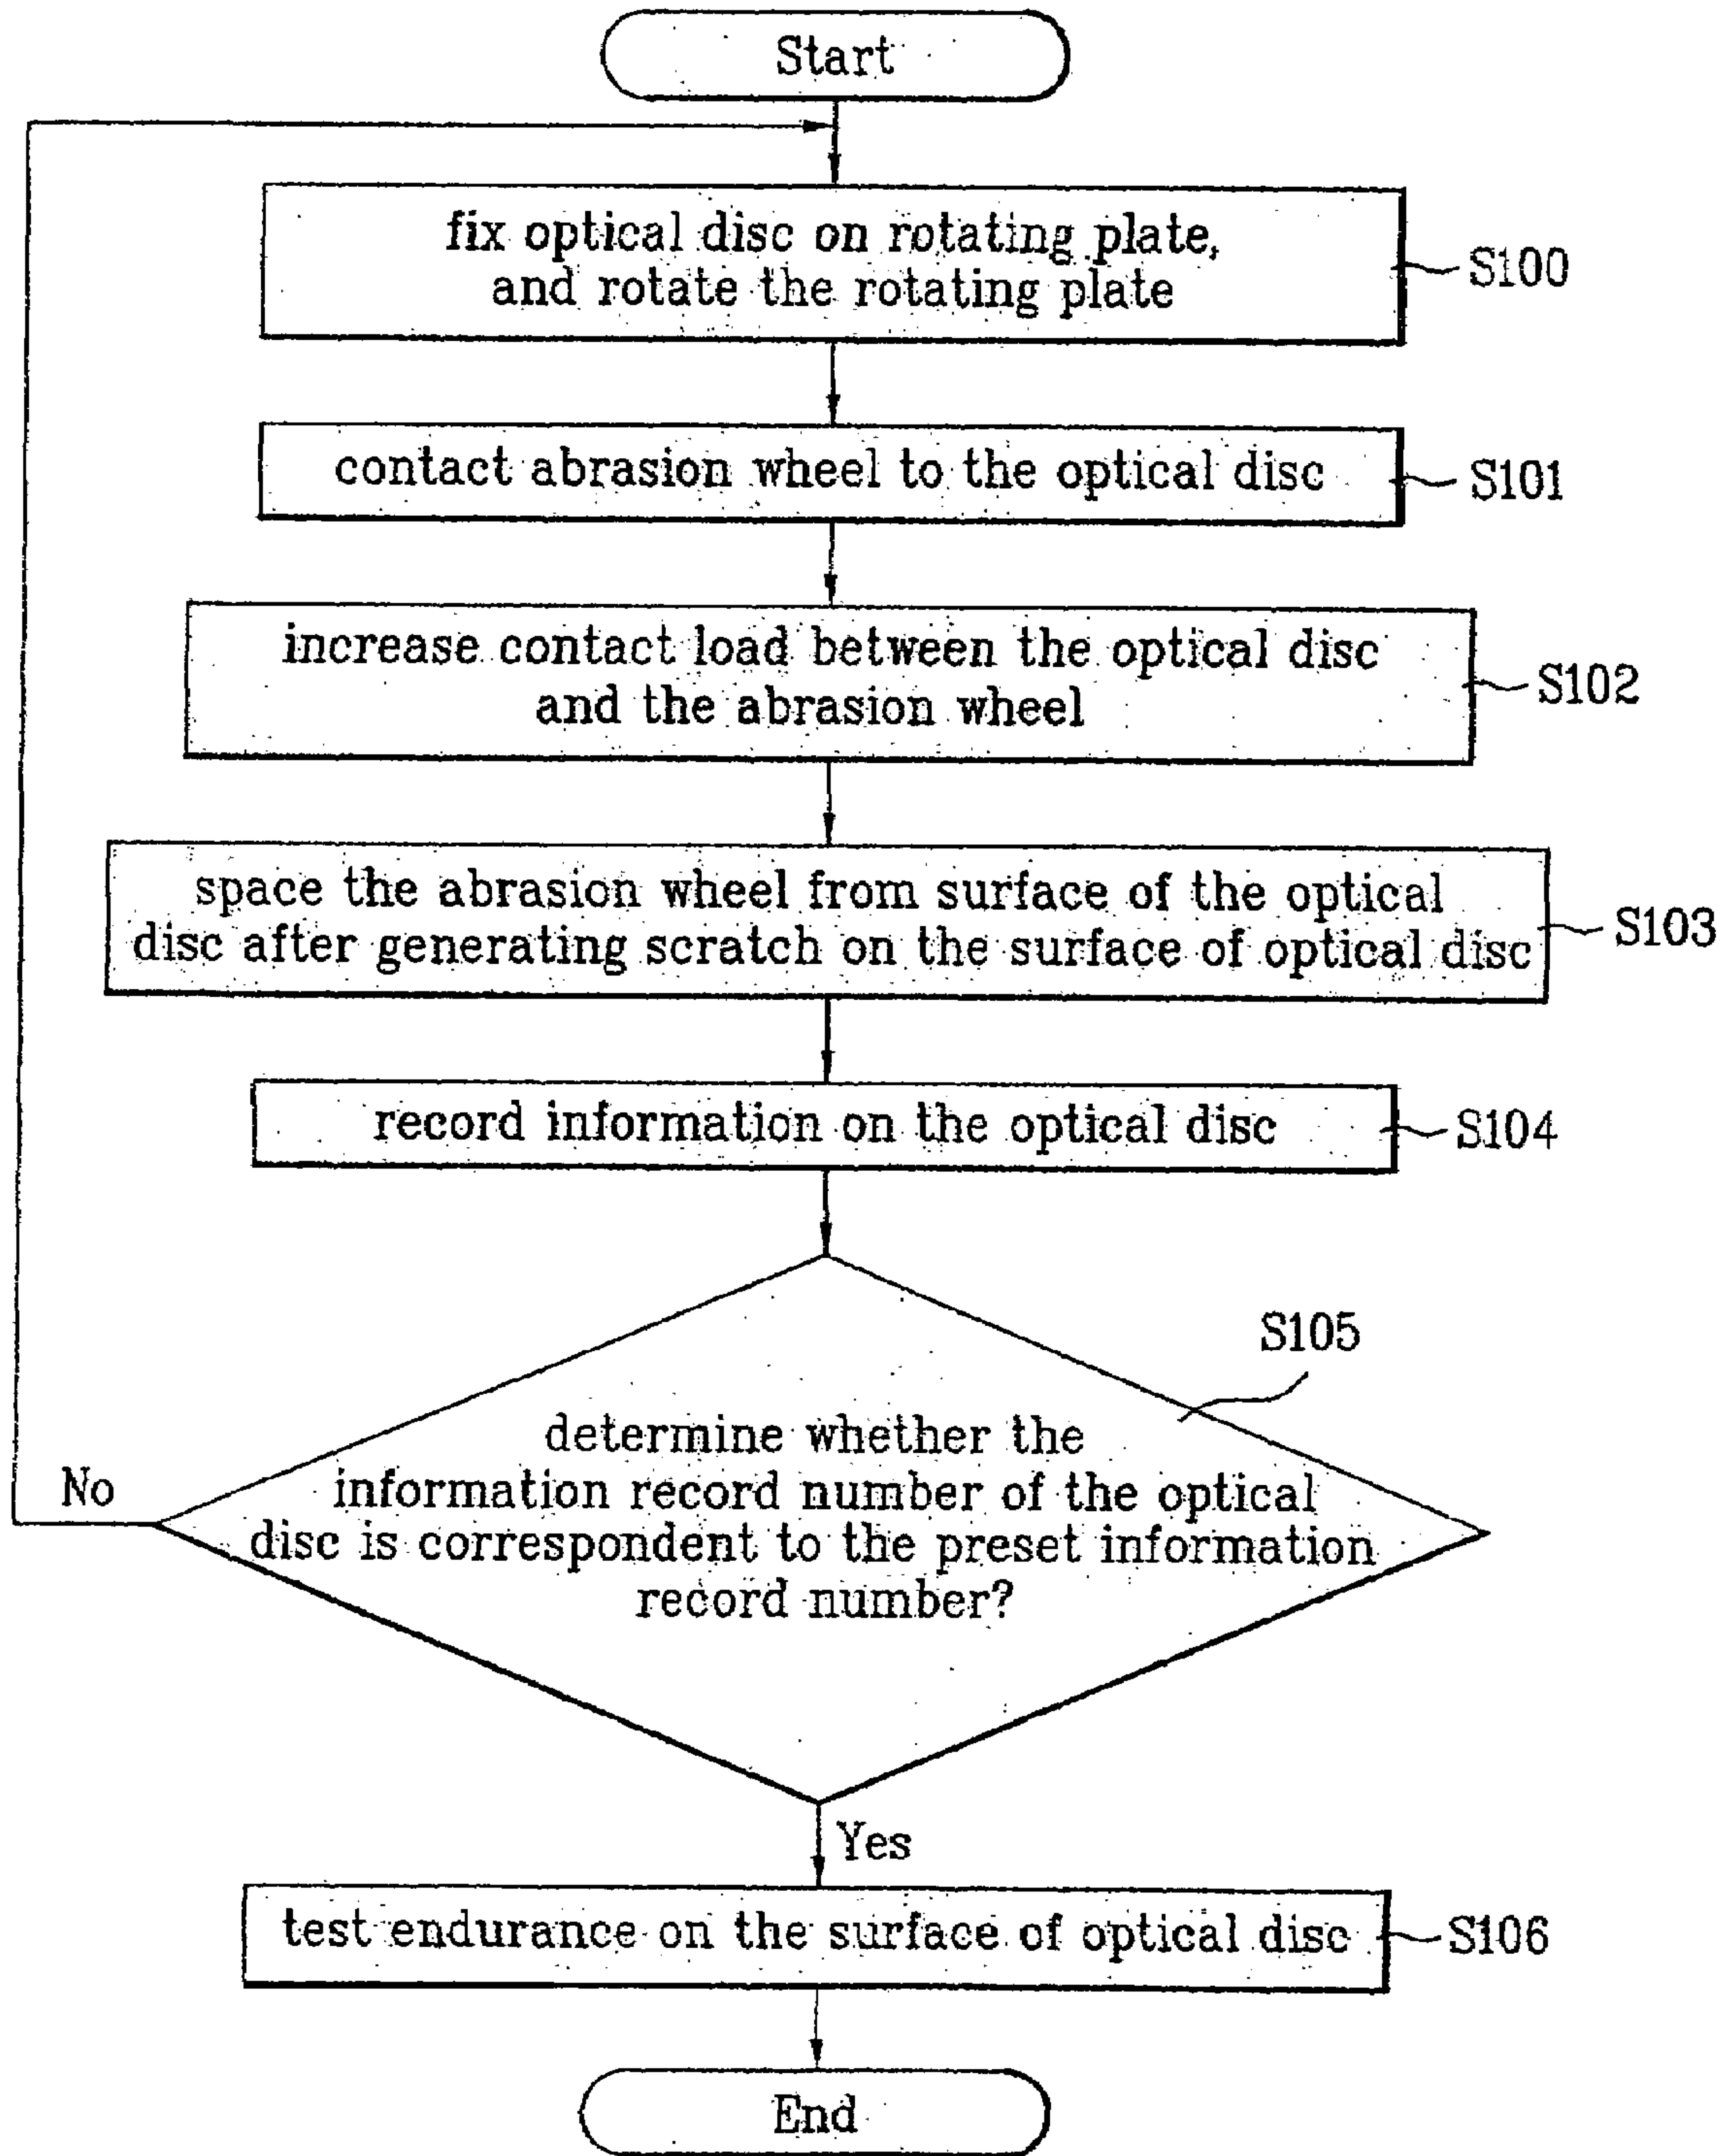 Start
fix optical disc on rotating plate,
and rotate the rotating plate
S100
contact abrasion wheel to the optical disc
S101
increase contact load between the optical disc
and the abrasion wheel
S102
space the abrasion wheel from surface of the optical
disc after generating scratch on the surface of optical disc
S103
record information on the optical disc
S104
S105
determine whether the
information record number of the optical
disc is correspondent to the preset information
record number?
No
Yes
test endurance on the surface of optical disc
S106
End